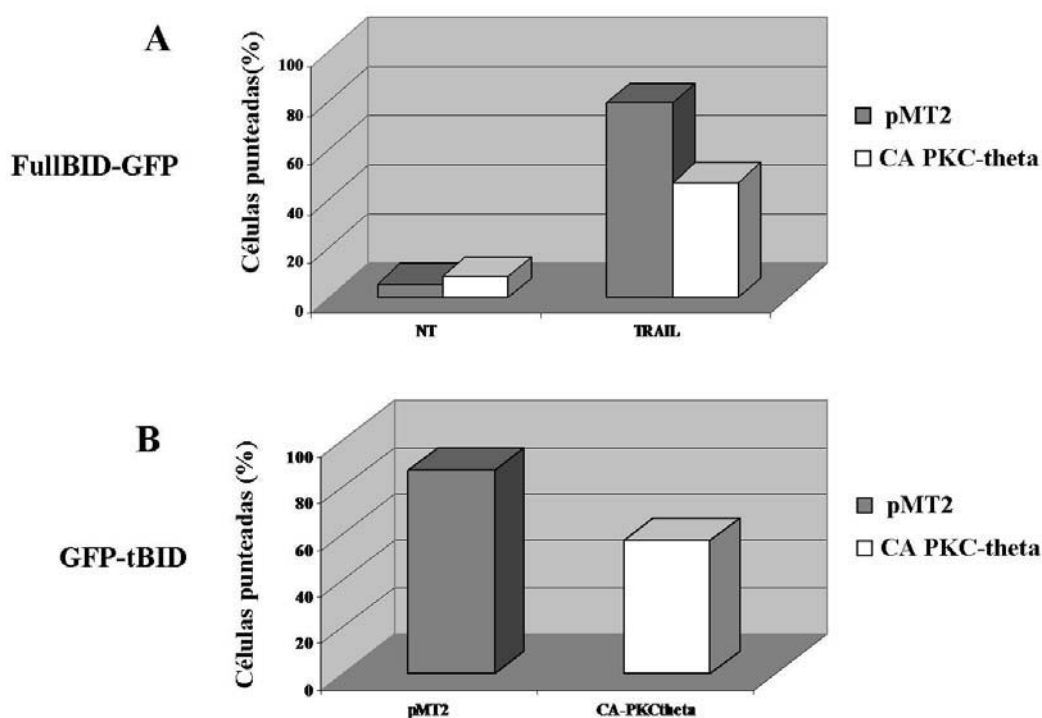 A
FullBID-GFP
Células punteadas(%)
100
80
60
40
20
0
NT
TRAIL
pMT2
CA PKC-theta
B
GFP-tBID
Células punteadas (%)
100
80
60
40
20
0
pMT2
CA-PKCtheta
pMT2
CA PKC-theta